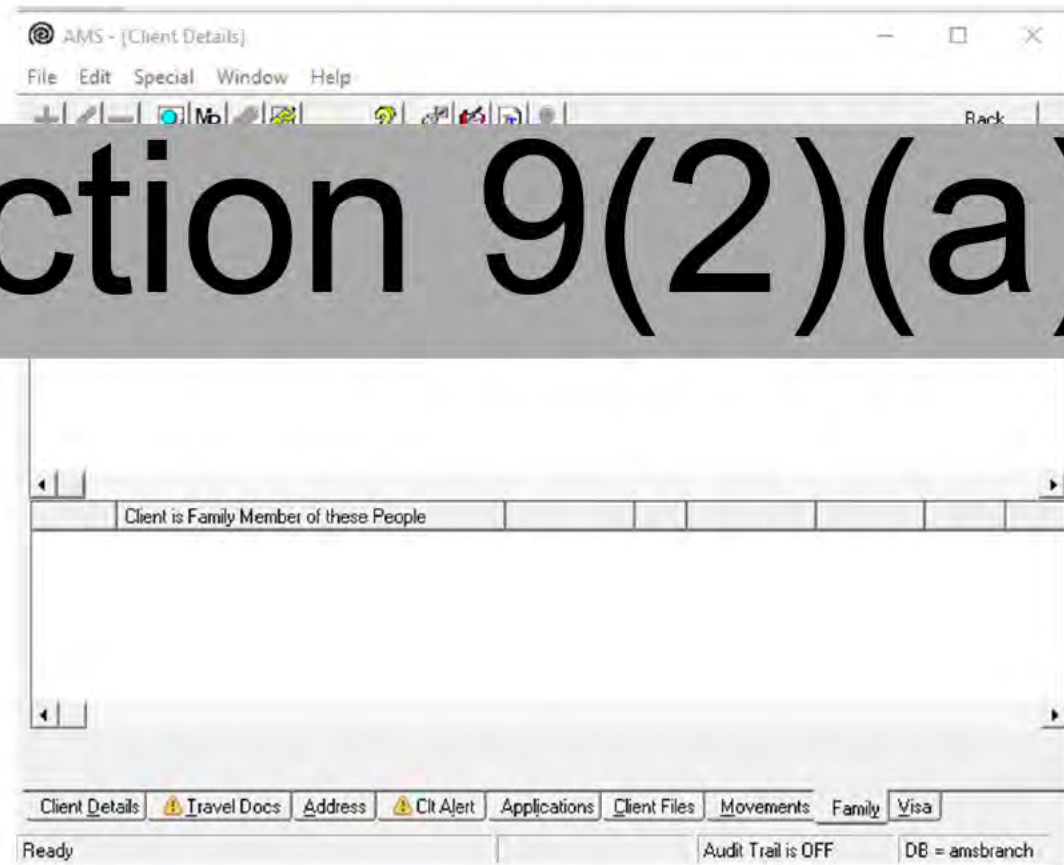 AMS - [Client Details]
File Edit Special Window Help
Back
ction 9(2)(a)
Client is Family Member of these People
Client Details Travel Docs Address Clt Alert Applications Client Files Movements Family Visa
Ready Audit Trail is OFF DB = amsbranch